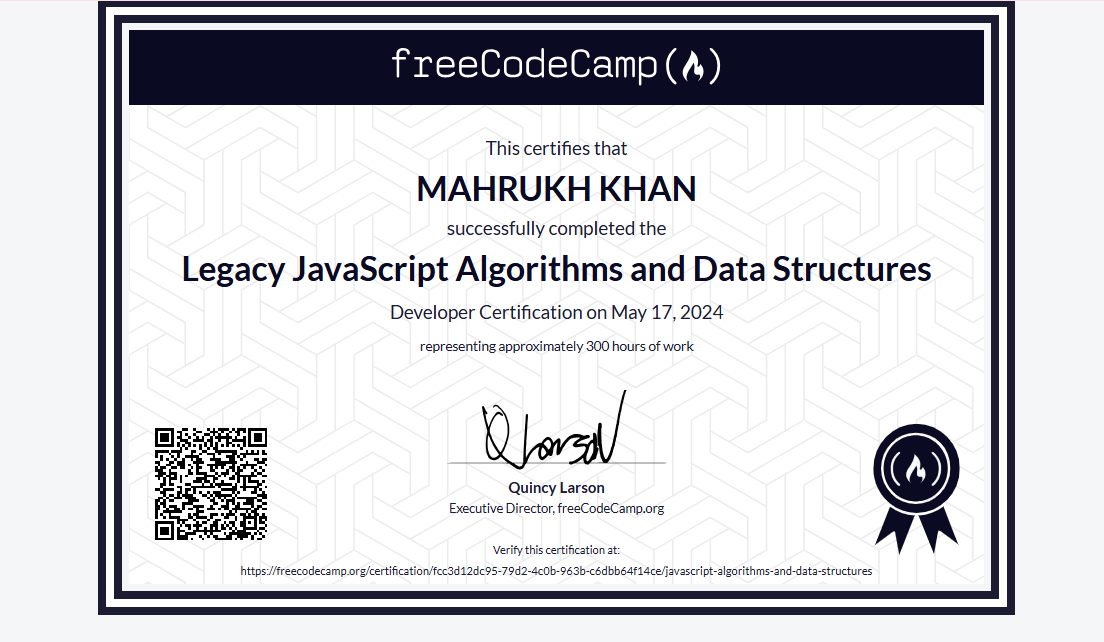 freeCodeCamp
This certifies that
MAHRUKH KHAN
successfully completed the
Legacy JavaScript Algorithms and Data Structures
Developer Certification on May 17, 2024
representing approximately 300 hours of work
Q Larson
Quincy Larson
Executive Director, freeCodeCamp.org
Verify this certification at:
https://freecodecamp.org/certification/fcc3d12dc95-79d2-4c0b-963b-c6dbb64f14ce/javascript-algorithms-and-data-structures